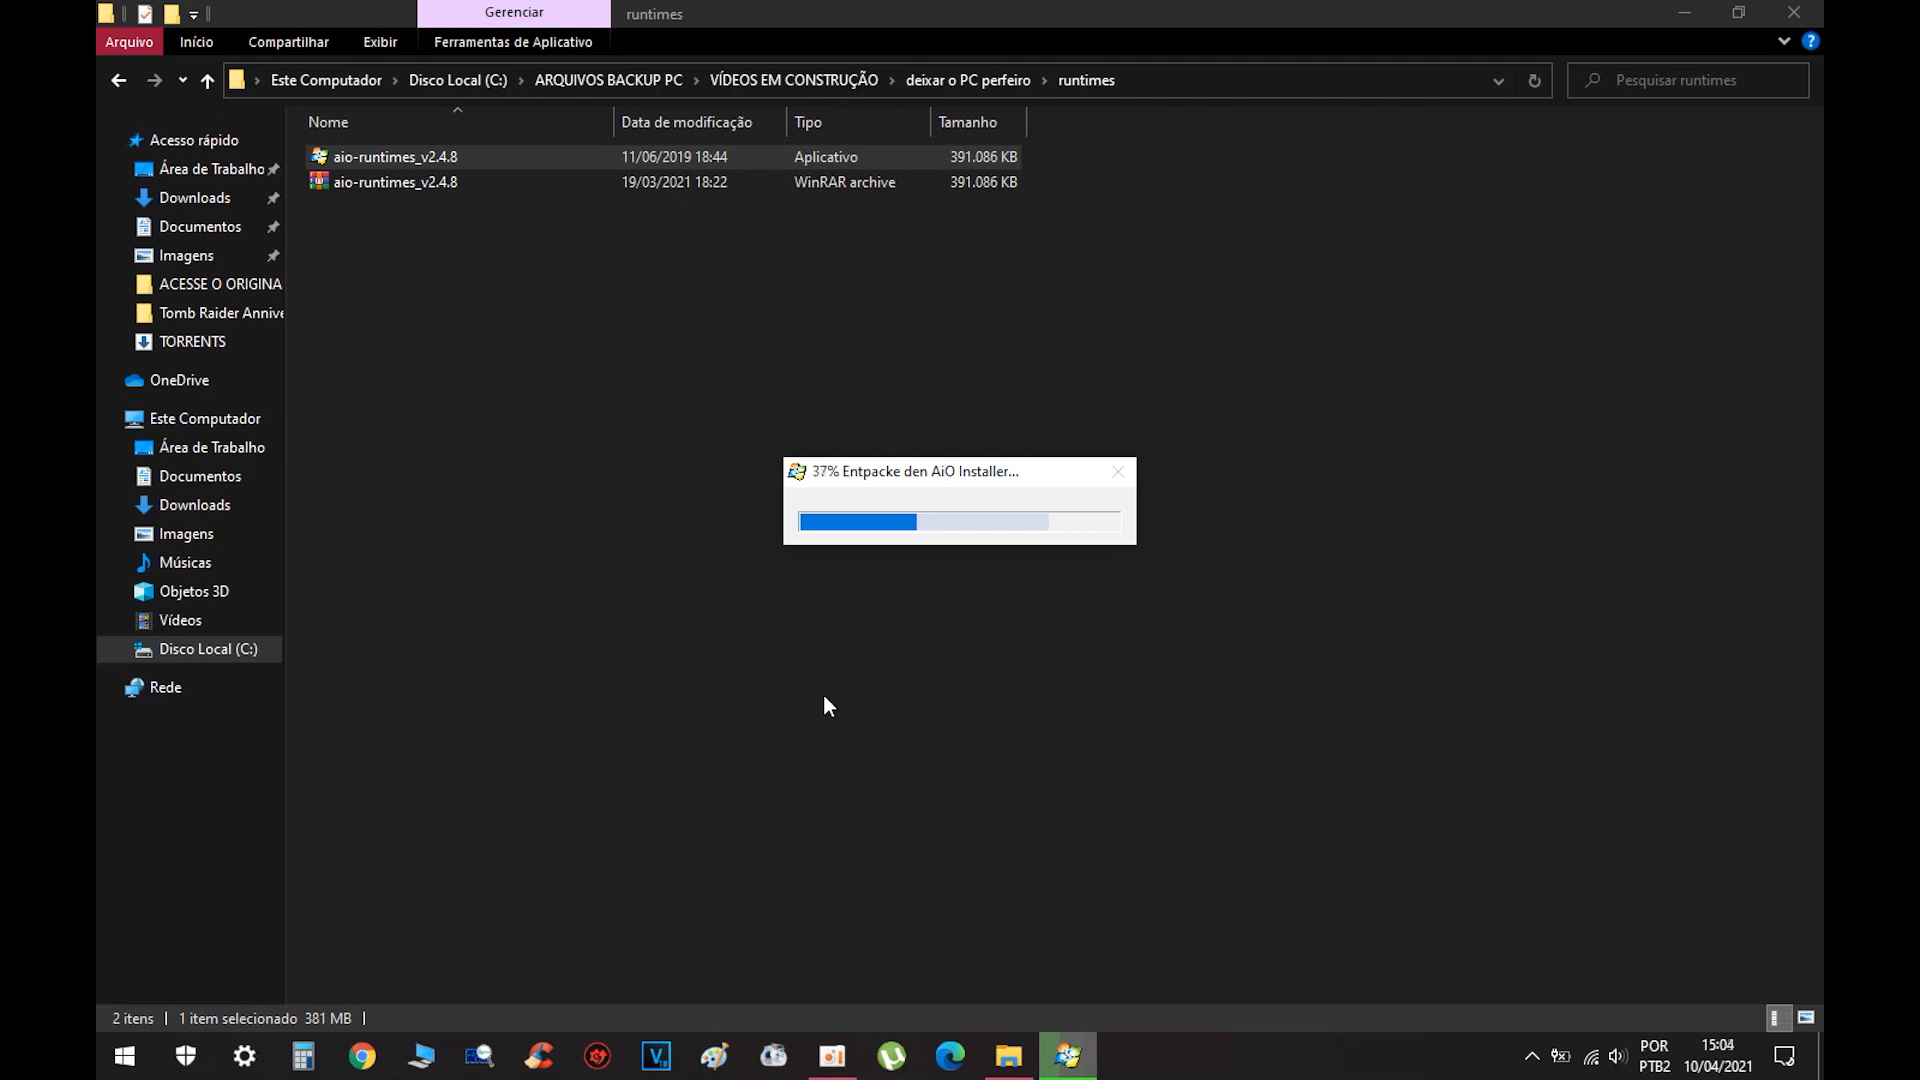 Gerenciar
runtimes
Arquivo
Início
Compartilhar
Exibir
Ferramentas de Aplicativo
Este Computador > Disco Local (C:) > ARQUIVOS BACKUP PC > VÍDEOS EM CONSTRUÇÃO > deixar o PC perfeiro > runtimes
Pesquisar runtimes
Nome
Data de modificação
Tipo
Tamanho
aio-runtimes_v2.4.8 11/06/2019 18:44 Aplicativo 391.086 KB
aio-runtimes_v2.4.8 19/03/2021 18:22 WinRAR archive 391.086 KB
Acesso rápido
Área de Trabalho
Downloads
Documentos
Imagens
ACESSE O ORIGINA
Tomb Raider Annive
TORRENTS
OneDrive
Este Computador
Área de Trabalho
Documentos
Downloads
Imagens
Músicas
Objetos 3D
Vídeos
Disco Local (C:)
Rede
37% Entpacke den AiO Installer...
2 itens
1 item selecionado 381 MB
POR
PTB2
15:04
10/04/2021